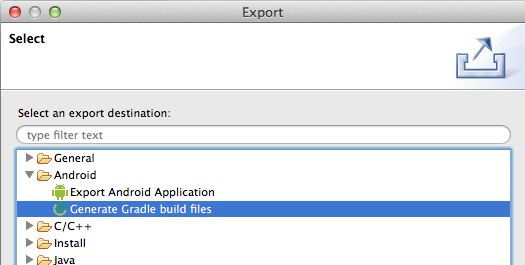 Export
Select
Select an export destination:
type filter text
General
Android
Export Android Application
Generate Gradle build files
C/C++
Install
Java